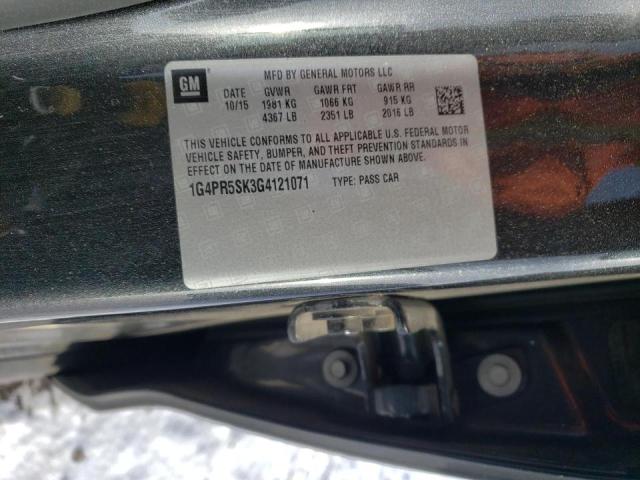 GM
MFD BY GENERAL MOTORS LLC
DATE GVWR GAWR FRT GAWR RR
10/15 1981 KG 1066 KG 915 KG
4367 LB 2351 LB 2016 LB
THIS VEHICLE CONFORMS TO ALL APPLICABLE U.S. FEDERAL MOTOR
VEHICLE SAFETY, BUMPER, AND THEFT PREVENTION STANDARDS IN
EFFECT ON THE DATE OF MANUFACTURE SHOWN ABOVE.
1G4PR5SK3G4121071 TYPE: PASS CAR